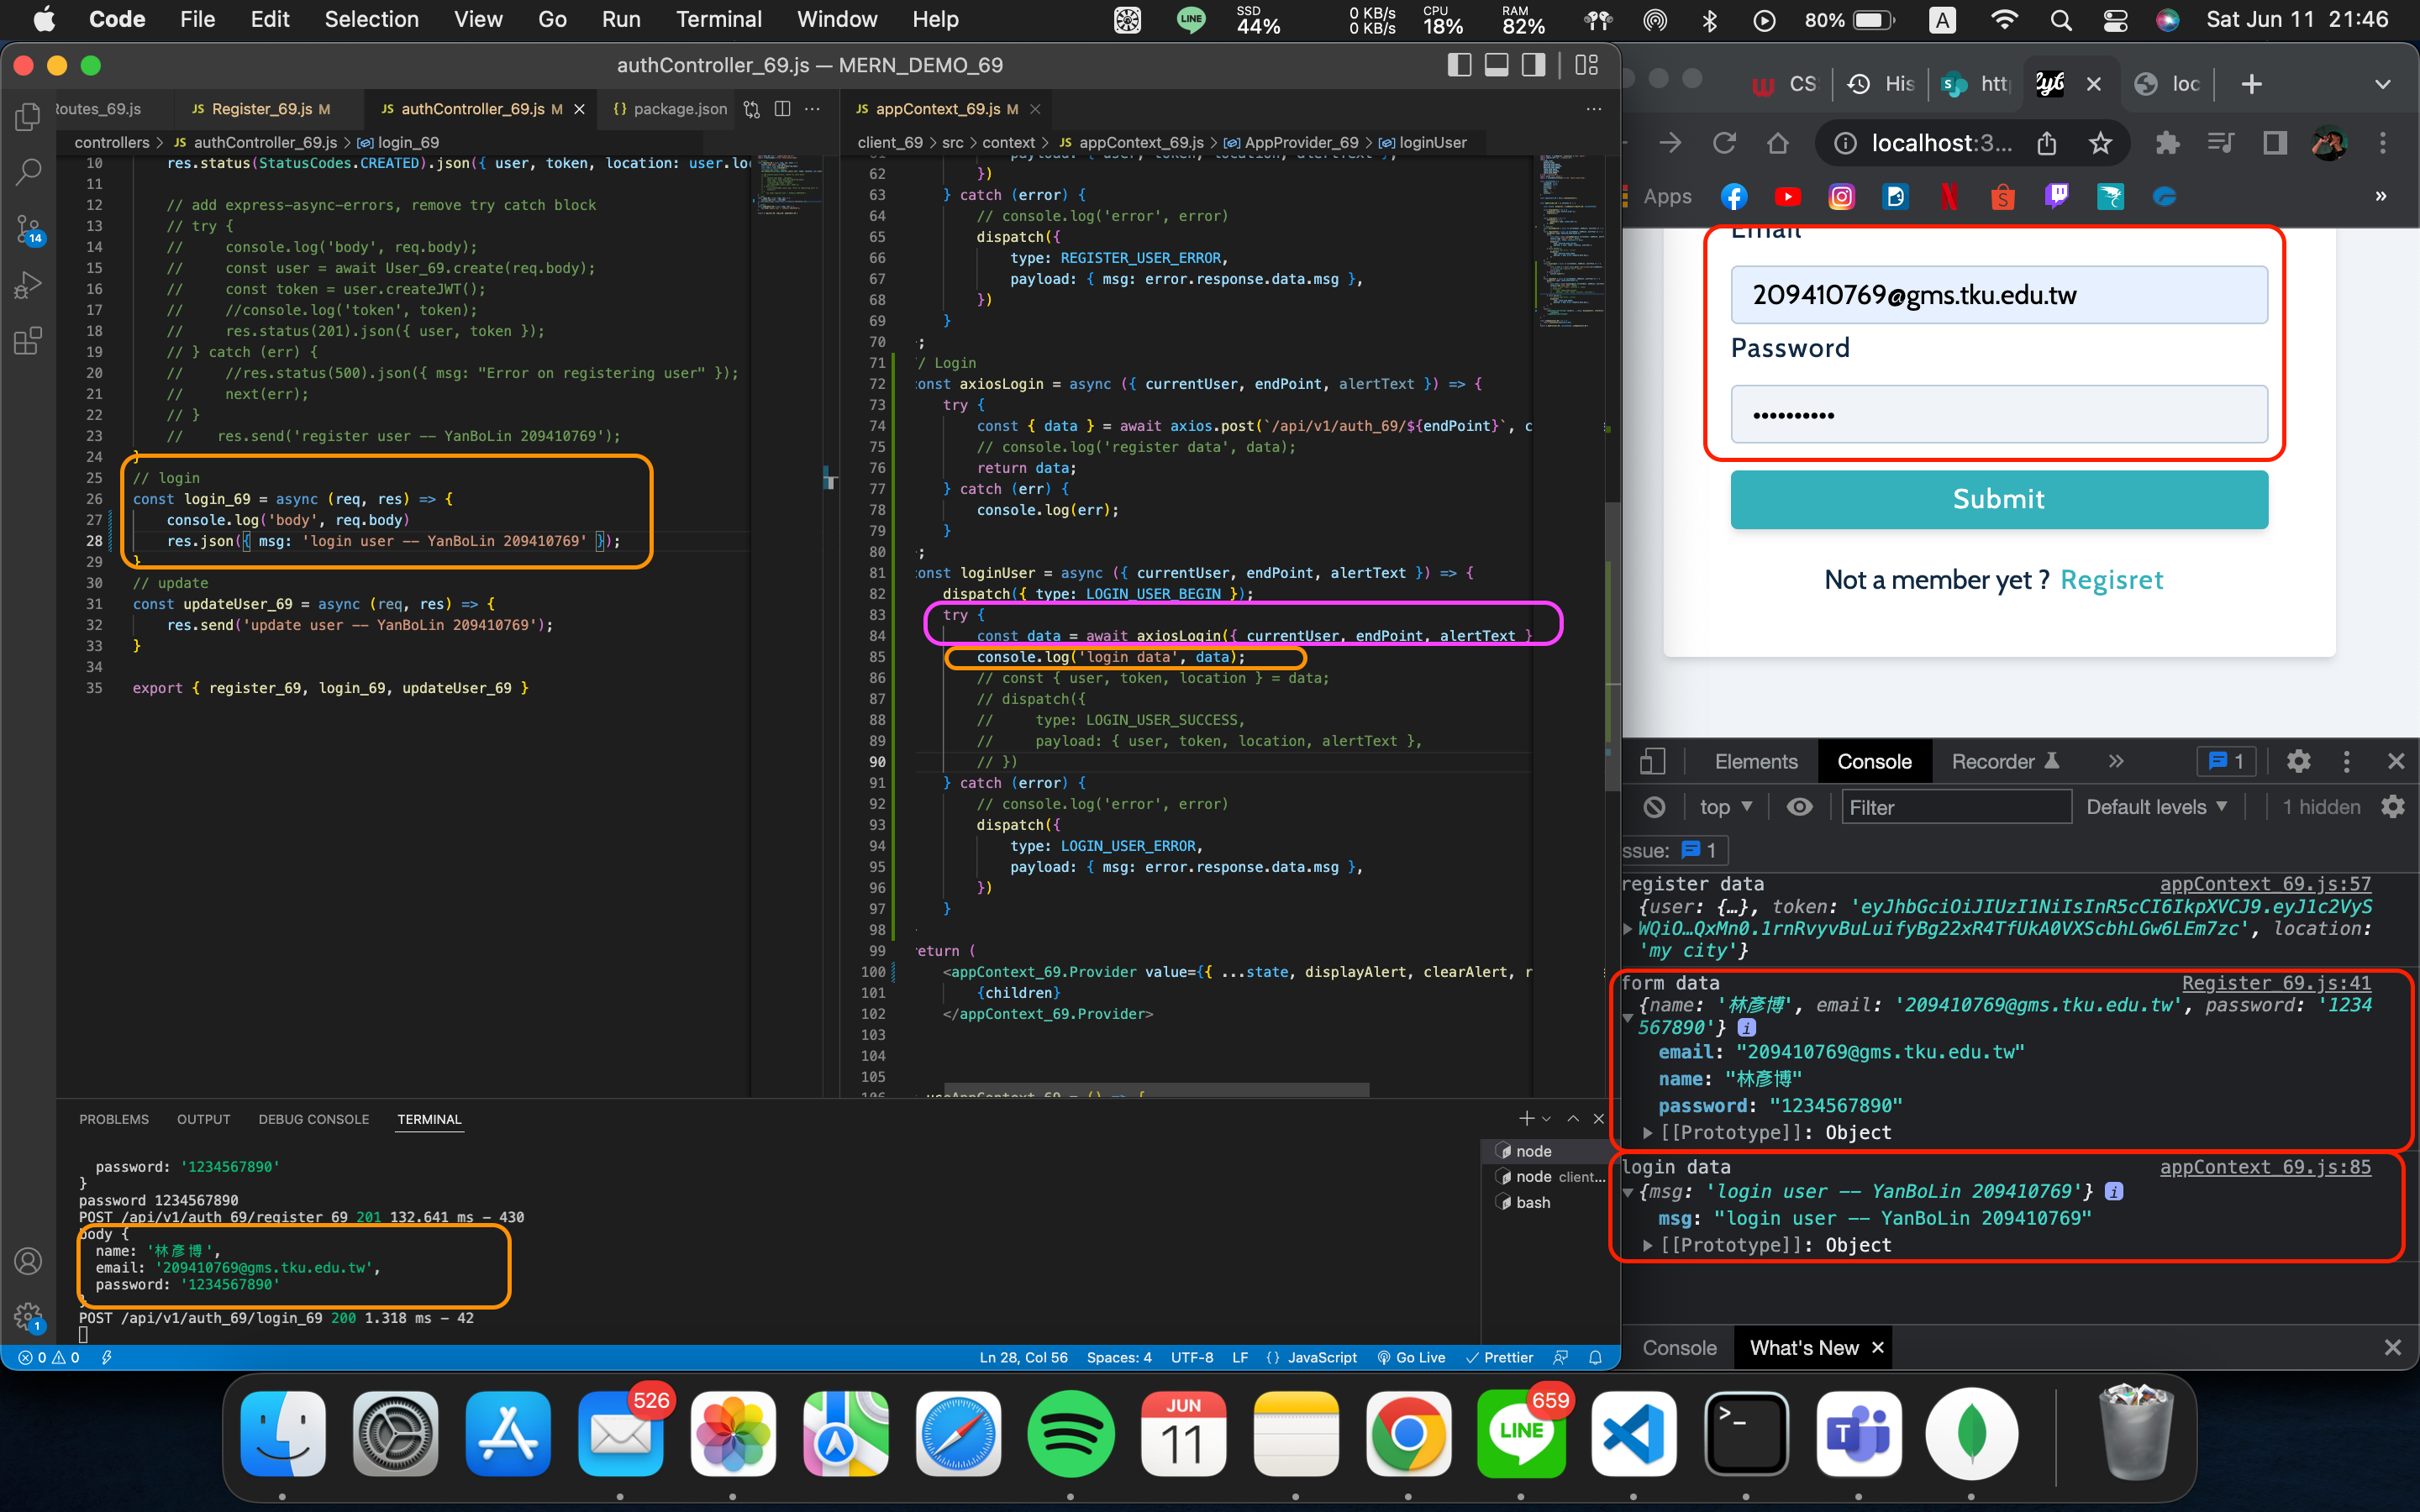 Code File Edit Selection View Go Run Terminal Window Help
LINE SSD 44% 0 KB/s 0 KB/s CPU 18% RAM 82% 80% A Sat Jun 11 21:46
authController_69.js — MERN_DEMO_69
Routes_69.js JS Register_69.js M JS authController_69.js M {} package.json
controllers > JS authController_69.js > login_69
10 res.status(StatusCodes.CREATED).json({ user, token, location: user.lo
11
12 // add express-async-errors, remove try catch block
13 // try {
14 //     console.log('body', req.body);
15 //     const user = await User_69.create(req.body);
16 //     const token = user.createJWT();
17 //     //console.log('token', token);
18 //     res.status(201).json({ user, token });
19 // } catch (err) {
20 //     //res.status(500).json({ msg: "Error on registering user" });
21 //     next(err);
22 // }
23 //    res.send('register user -- YanBoLin 209410769');
24 }
25 // login
26 const login_69 = async (req, res) => {
27 console.log('body', req.body)
28 res.json({ msg: 'login user -- YanBoLin 209410769' });
29 }
30 // update
31 const updateUser_69 = async (req, res) => {
32 res.send('update user -- YanBoLin 209410769');
33 }
34
35 export { register_69, login_69, updateUser_69 }
JS appContext_69.js M
client_69 > src > context > JS appContext_69.js > AppProvider_69 > loginUser
61 payload: { user, token, location, alertText },
62 })
63 } catch (error) {
64 // console.log('error', error)
65 dispatch({
66 type: REGISTER_USER_ERROR,
67 payload: { msg: error.response.data.msg },
68 })
69 }
70 ;
71 / Login
72 onst axiosLogin = async ({ currentUser, endPoint, alertText }) => {
73 try {
74 const { data } = await axios.post(`/api/v1/auth_69/${endPoint}`, c
75 // console.log('register data', data);
76 return data;
77 } catch (err) {
78 console.log(err);
79 }
80 ;
81 onst loginUser = async ({ currentUser, endPoint, alertText }) => {
82 dispatch({ type: LOGIN_USER_BEGIN });
83 try {
84 const data = await axiosLogin({ currentUser, endPoint, alertText }
85 console.log('login data', data);
86 // const { user, token, location } = data;
87 // dispatch({
88 //     type: LOGIN_USER_SUCCESS,
89 //     payload: { user, token, location, alertText },
90 // })
91 } catch (error) {
92 // console.log('error', error)
93 dispatch({
94 type: LOGIN_USER_ERROR,
95 payload: { msg: error.response.data.msg },
96 })
97 }
98
99 eturn (
100 <appContext_69.Provider value={{ ...state, displayAlert, clearAlert, r
101 {children}
102 </appContext_69.Provider>
103
104
105
106 useAppContext_69 = () => {
PROBLEMS OUTPUT DEBUG CONSOLE TERMINAL
password: '1234567890'
}
password 1234567890
POST /api/v1/auth_69/register_69 201 132.641 ms - 430
body {
name: '林彥博',
email: '209410769@gms.tku.edu.tw',
password: '1234567890'
}
POST /api/v1/auth_69/login_69 200 1.318 ms - 42
node
node client...
bash
14
1
0 0 Ln 28, Col 56 Spaces: 4 UTF-8 LF {} JavaScript Go Live Prettier
CS His http loc
localhost:3...
Apps
Email
209410769@gms.tku.edu.tw
Password
••••••••••
Submit
Not a member yet ? Regisret
Elements Console Recorder 1
top Filter Default levels 1 hidden
ssue: 1
register data appContext_69.js:57
{user: {…}, token: 'eyJhbGciOiJIUzI1NiIsInR5cCI6IkpXVCJ9.eyJ1c2VyS
WQiO…QxMn0.1rnRvyvBuLuifyBg22xR4TfUkA0VXScbhLGw6LEm7zc', location:
'my city'}
form data Register_69.js:41
{name: '林彥博', email: '209410769@gms.tku.edu.tw', password: '1234
567890'}
email: "209410769@gms.tku.edu.tw"
name: "林彥博"
password: "1234567890"
[[Prototype]]: Object
login data appContext_69.js:85
{msg: 'login user -- YanBoLin 209410769'}
msg: "login user -- YanBoLin 209410769"
[[Prototype]]: Object
Console What's New
526 JUN 11 659 LINE